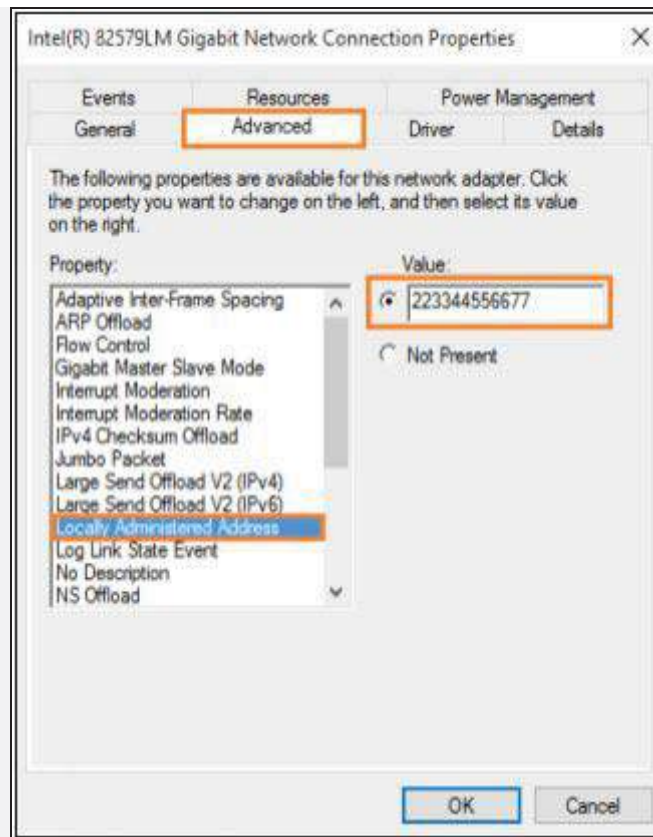 Intel(R) 82579LM Gigabit Network Connection Properties
Events Resources Power Management
General Advanced Driver Details
The following properties are available for this network adapter. Click
the property you want to change on the left, and then select its value
on the right.
Property:
Value:
Adaptive Inter-Frame Spacing
ARP Offload
Flow Control
Gigabit Master Slave Mode
Interrupt Moderation
Interrupt Moderation Rate
IPv4 Checksum Offload
Jumbo Packet
Large Send Offload V2 (IPv4)
Large Send Offload V2 (IPv6)
Locally Administered Address
Log Link State Event
No Description
NS Offload
223344556677
Not Present
OK Cancel